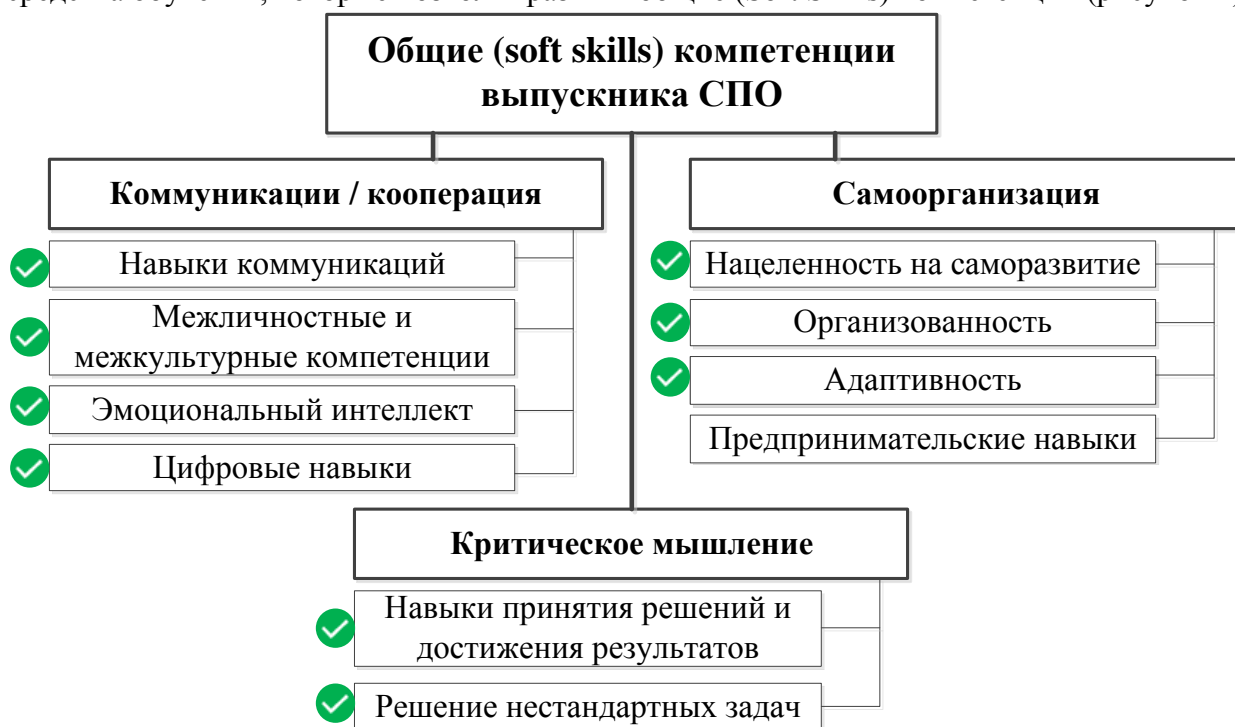 Общие (soft skills) компетенции
выпускника СПО
Коммуникации / кооперация
Навыки коммуникаций
Межличностные и
межкультурные компетенции
Эмоциональный интеллект
Цифровые навыки
Самоорганизация
Нацеленность на саморазвитие
Организованность
Адаптивность
Предпринимательские навыки
Критическое мышление
Навыки принятия решений и
достижения результатов
Решение нестандартных задач